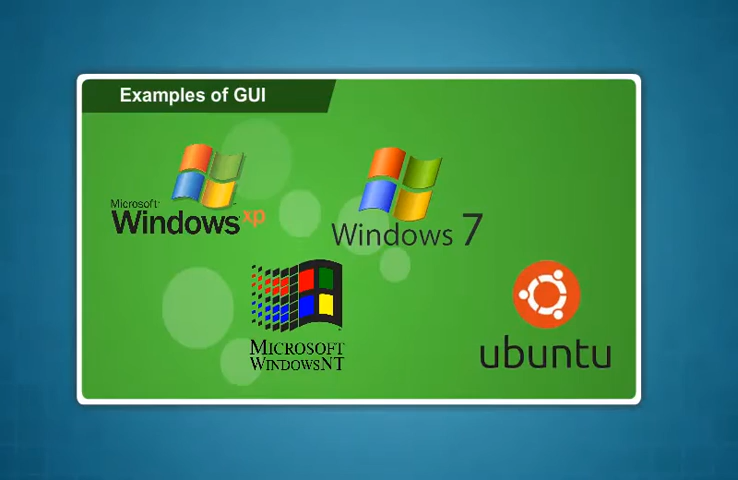 Examples of GUI
Microsoft
Windows xp
Windows 7
MICROSOFT
WINDOWSNT
ubuntu